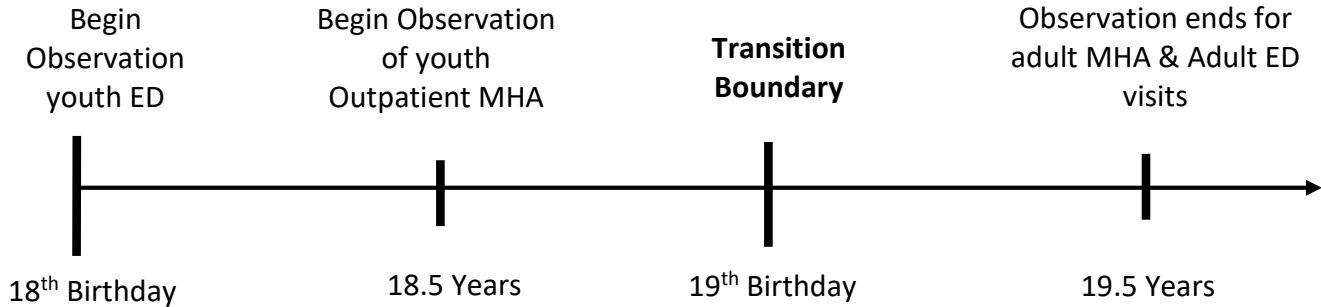 Begin
Observation
youth ED
Begin Observation
of youth
Outpatient MHA
Transition
Boundary
Observation ends for
adult MHA & Adult ED
visits
18th Birthday
18.5 Years
19th Birthday
19.5 Years